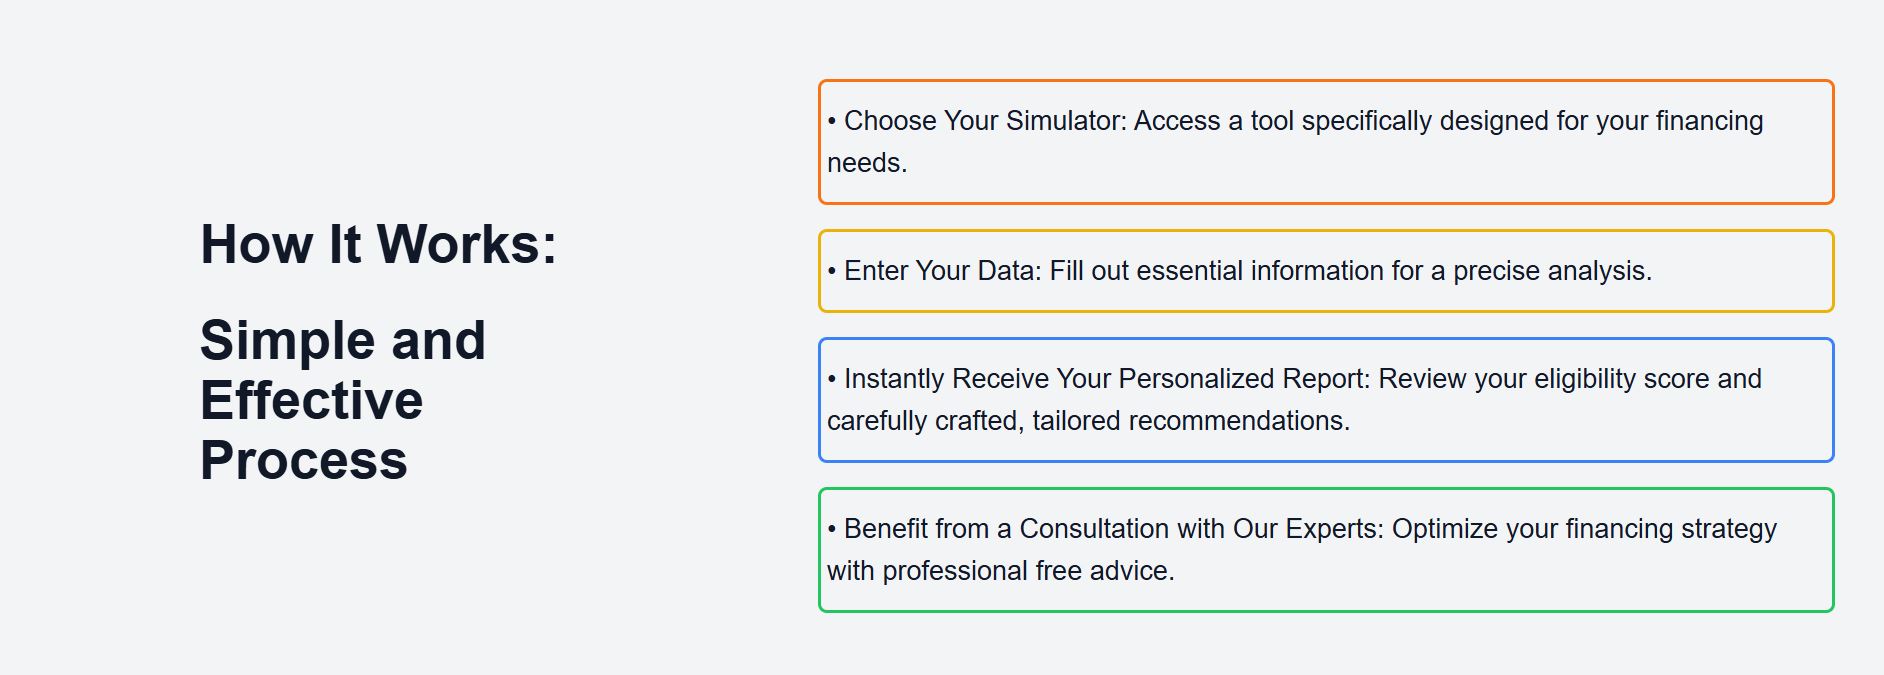 How It Works:
Simple and
Effective
Process
• Choose Your Simulator: Access a tool specifically designed for your financing
needs.
• Enter Your Data: Fill out essential information for a precise analysis.
• Instantly Receive Your Personalized Report: Review your eligibility score and
carefully crafted, tailored recommendations.
• Benefit from a Consultation with Our Experts: Optimize your financing strategy
with professional free advice.